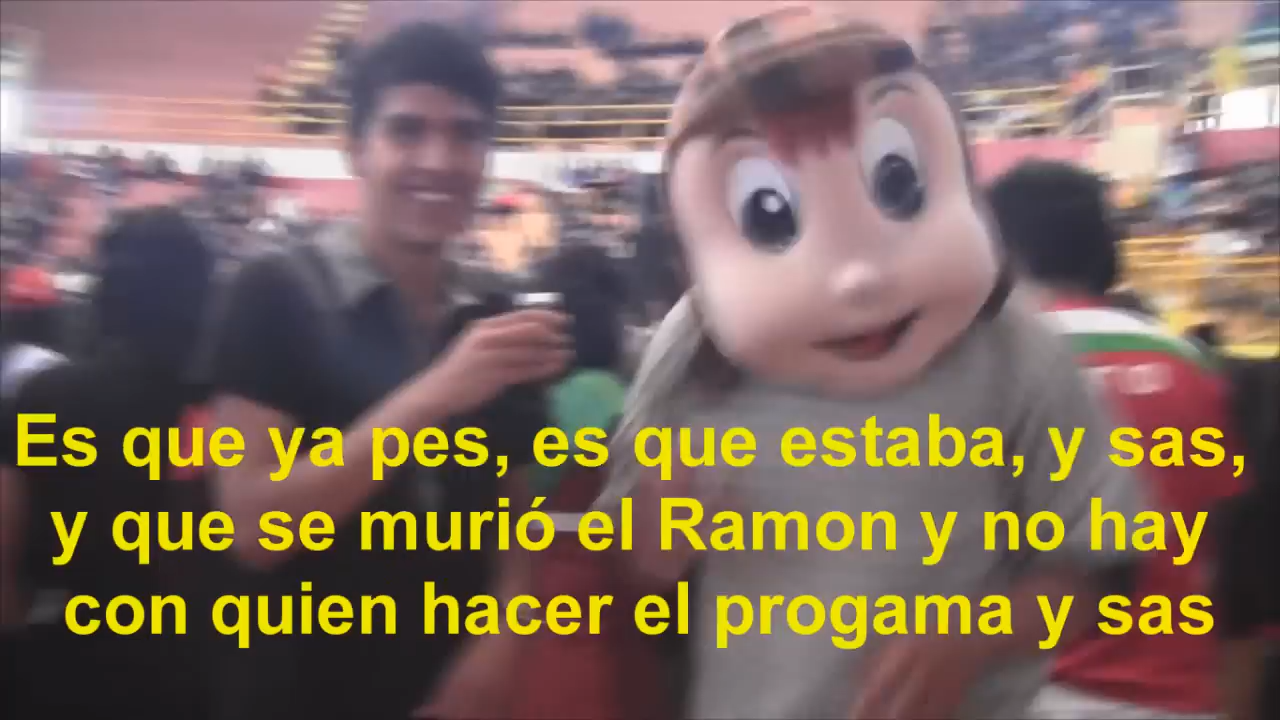 Es que ya pes, es que estaba, y sas,
y que se murió el Ramon y no hay
con quien hacer el progama y sas